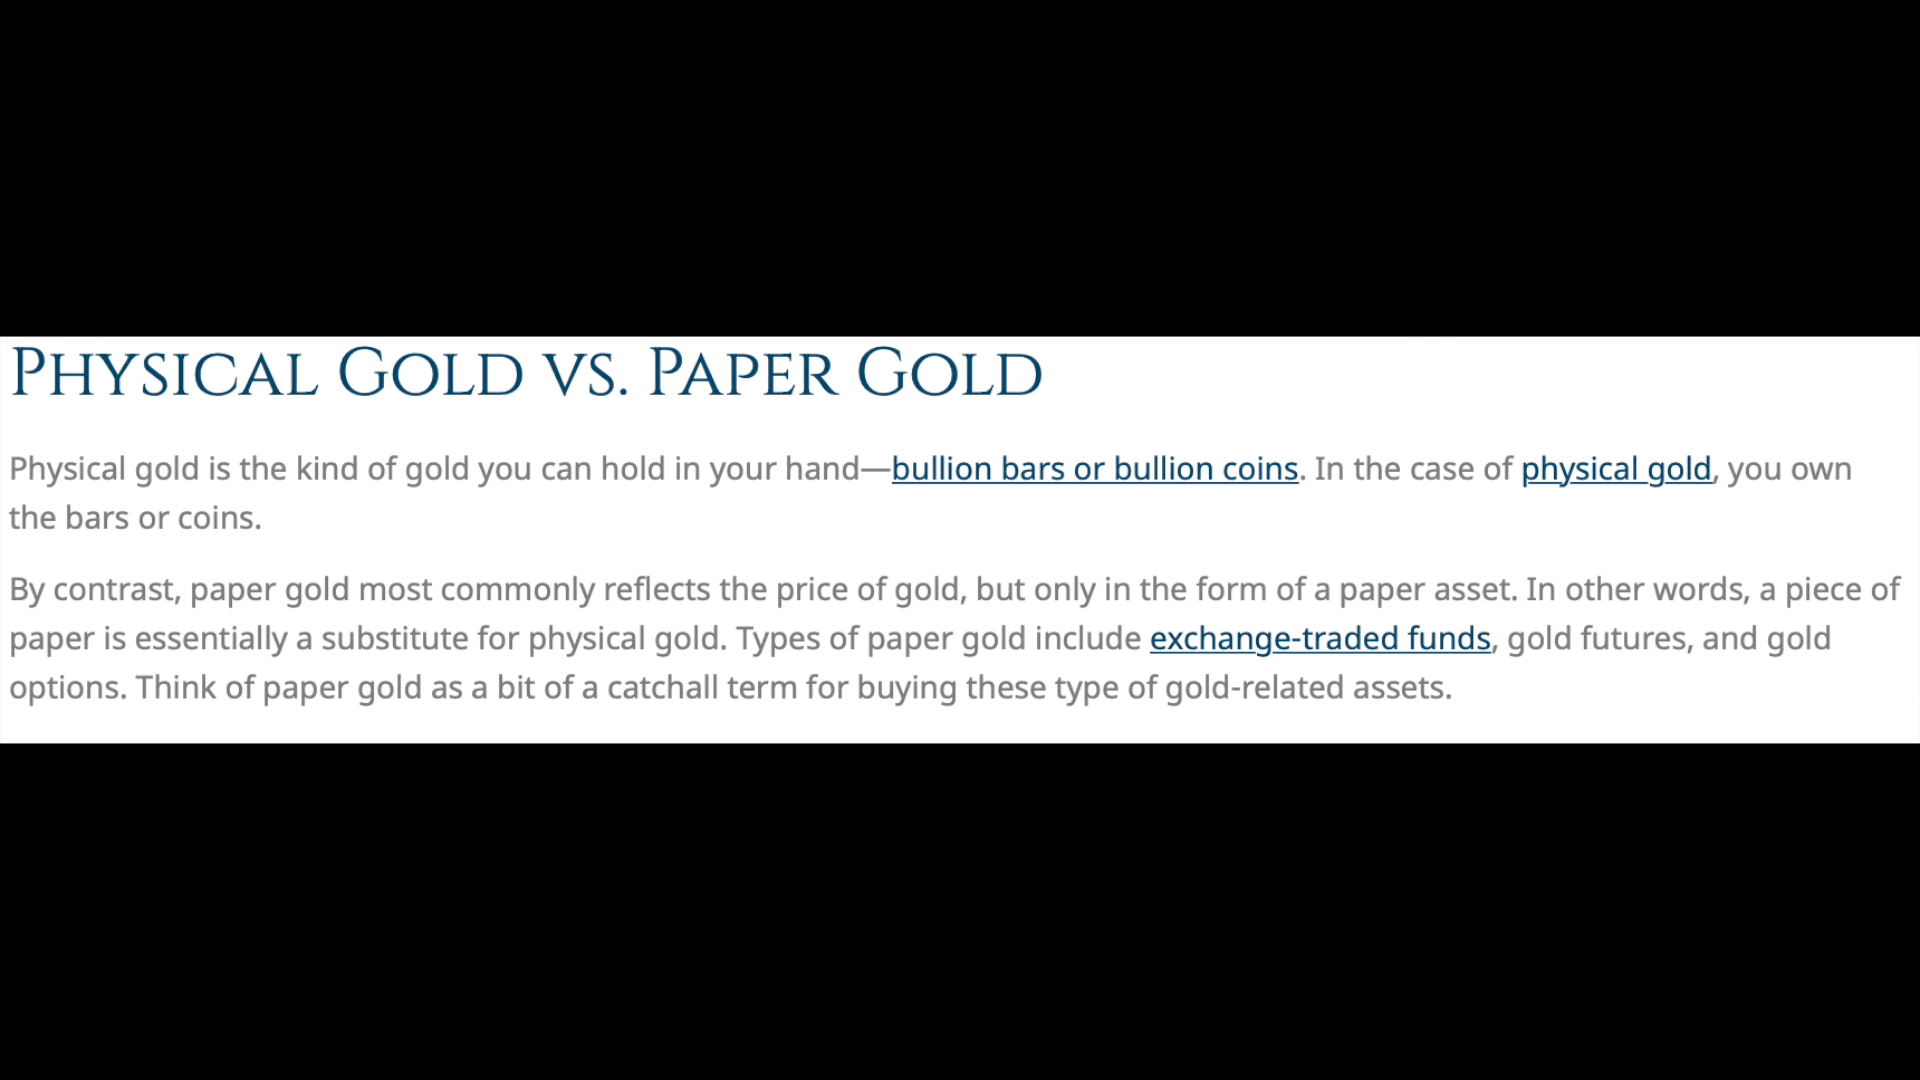 Physical Gold vs. Paper Gold
Physical gold is the kind of gold you can hold in your hand—bullion bars or bullion coins. In the case of physical gold, you own
the bars or coins.
By contrast, paper gold most commonly reflects the price of gold, but only in the form of a paper asset. In other words, a piece of
paper is essentially a substitute for physical gold. Types of paper gold include exchange-traded funds, gold futures, and gold
options. Think of paper gold as a bit of a catchall term for buying these type of gold-related assets.